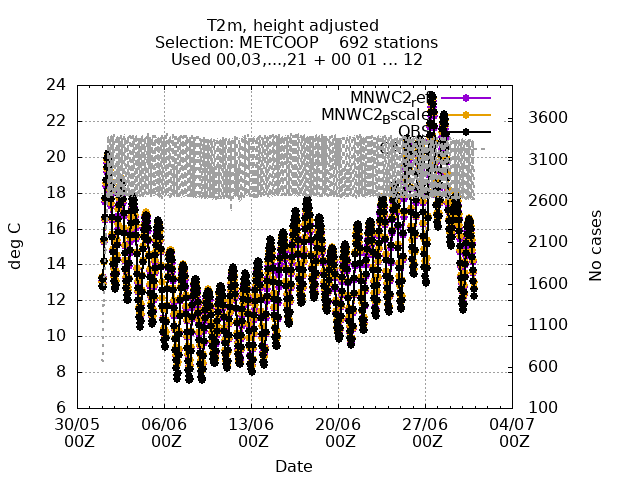 T2m, height adjusted
Selection: METCOOP 692 stations
Used 00,03,...,21 + 00 01 ... 12
24
22
20
18
16
14
12
10
8
6
deg C
MNWC2
MNWC2Bscale
OBS
3600
3100
2600
2100
1600
1100
600
100
No cases
30/05 06/06 13/06 20/06 27/06 04/07
00Z 00Z 00Z 00Z 00Z 00Z
Date